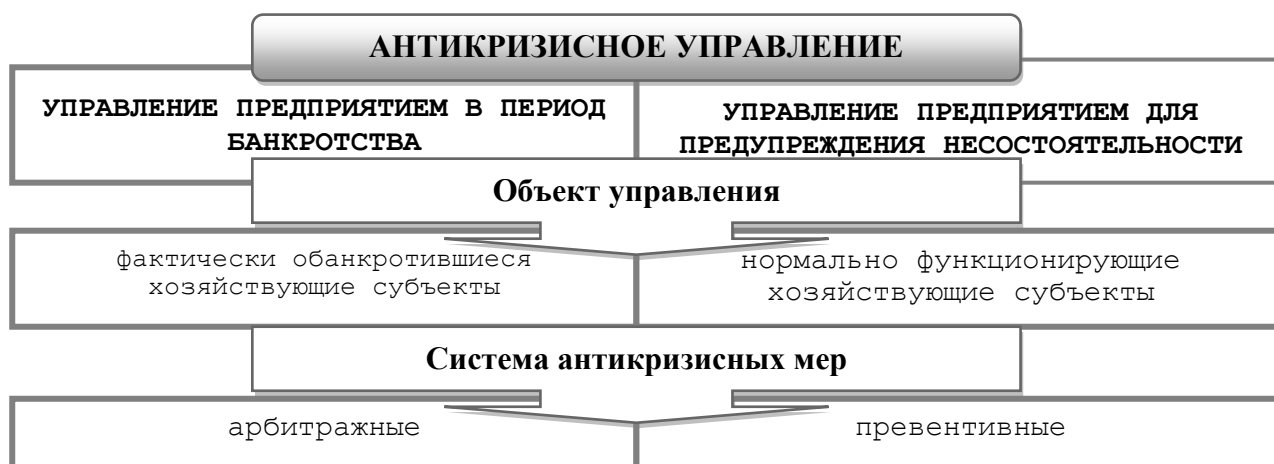 АНТИКРИЗИСНОЕ УПРАВЛЕНИЕ
УПРАВЛЕНИЕ ПРЕДПРИЯТИЕМ В ПЕРИОД
БАНКРОТСТВА
УПРАВЛЕНИЕ ПРЕДПРИЯТИЕМ ДЛЯ
ПРЕДУПРЕЖДЕНИЯ НЕСОСТОЯТЕЛЬНОСТИ
Объект управления
фактически обанкротившиеся
хозяйствующие субъекты
нормально функционирующие
хозяйствующие субъекты
Система антикризисных мер
арбитражные
превентивные